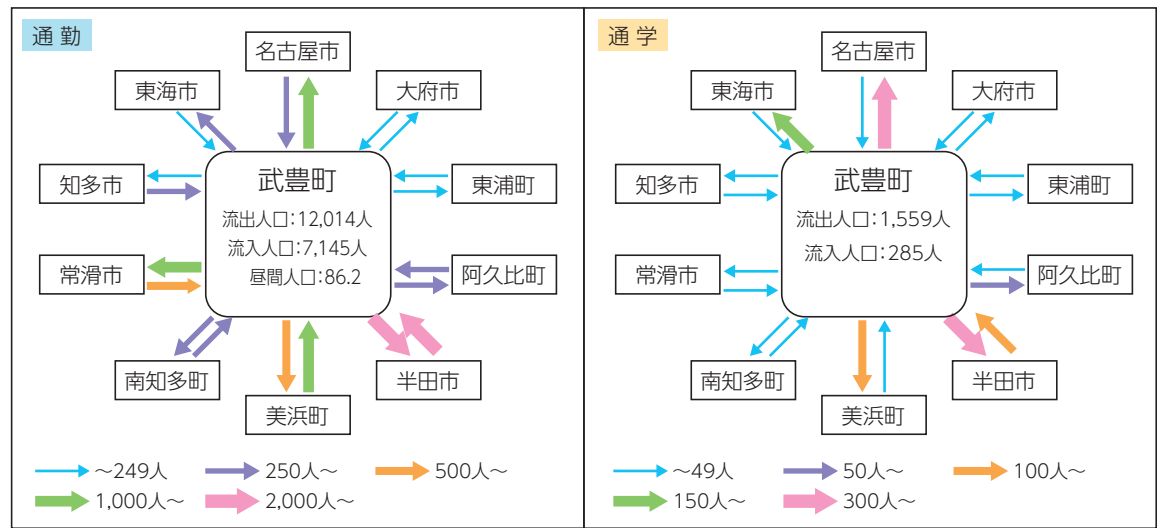 通 勤
名古屋市
東海市
大府市
知多市
武豊町
東浦町
流出人口:12,014人
流入人口:7,145人
昼間人口:86.2
常滑市
阿久比町
南知多町
半田市
美浜町
~249人
250人~
500人~
1,000人~
2,000人~
通 学
名古屋市
東海市
大府市
知多市
武豊町
東浦町
流出人口:1,559人
流入人口:285人
常滑市
阿久比町
南知多町
半田市
美浜町
~49人
50人~
100人~
150人~
300人~